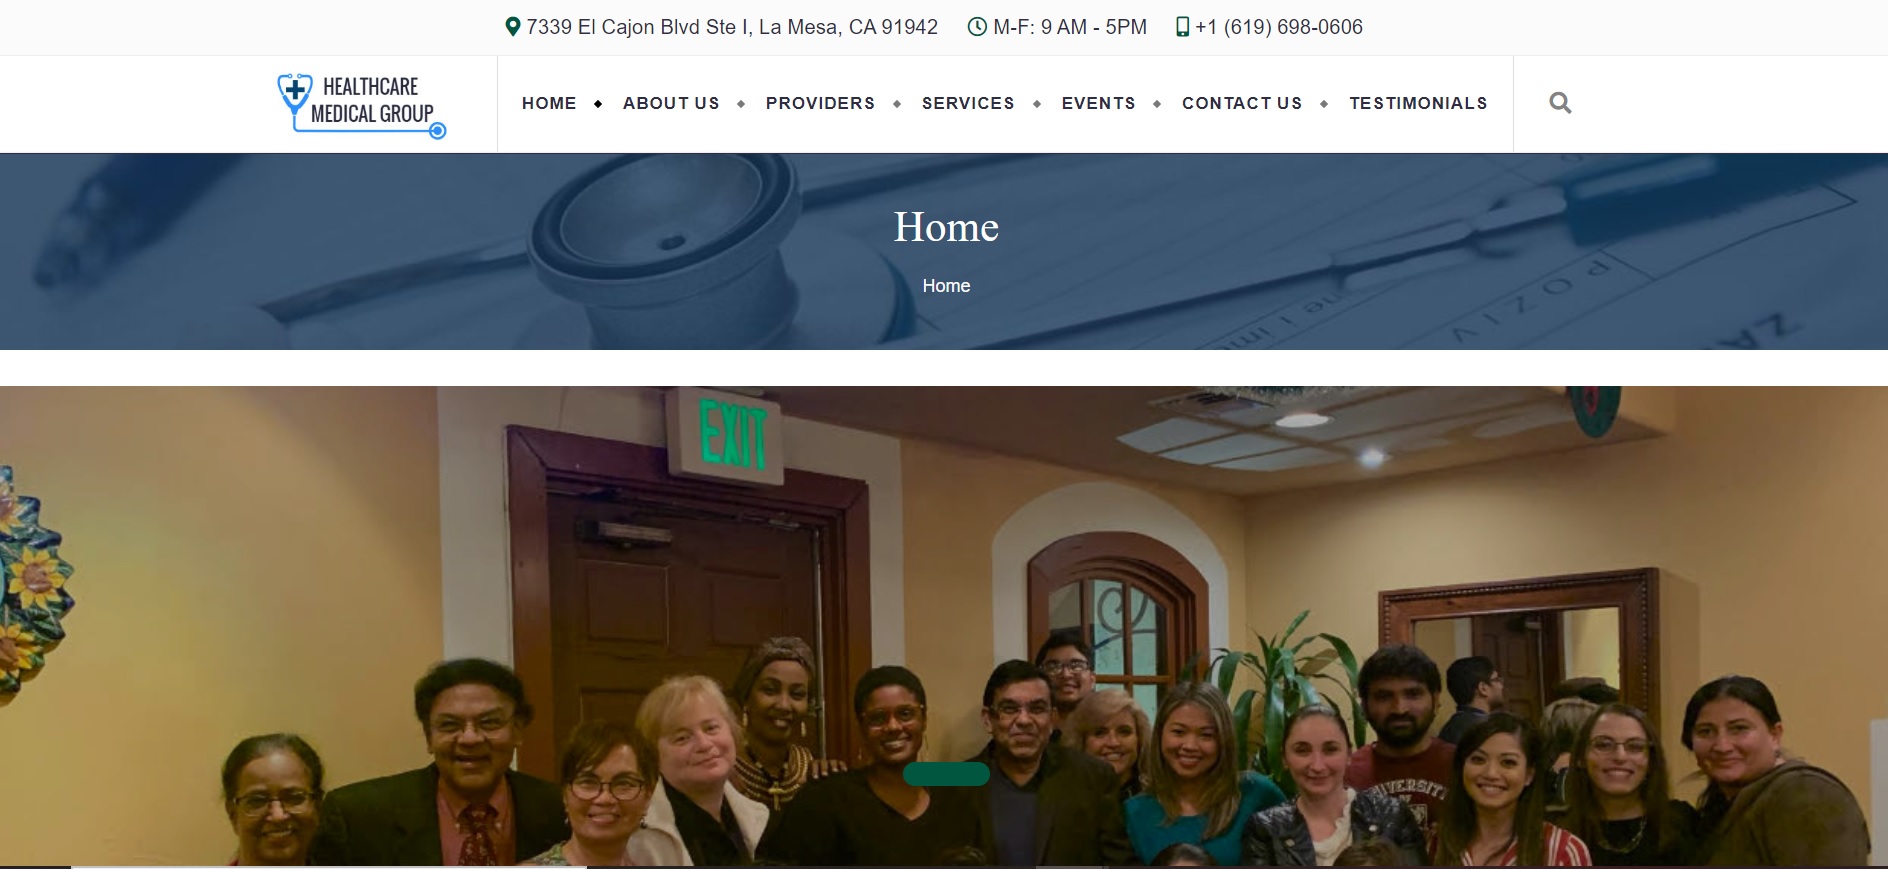 7339 El Cajon Blvd Ste I, La Mesa, CA 91942 M-F: 9 AM - 5PM +1 (619) 698-0606
HEALTHCARE
MEDICAL GROUP
HOME ABOUT US PROVIDERS SERVICES EVENTS CONTACT US TESTIMONIALS
Home
Home
POZIV
EXIT